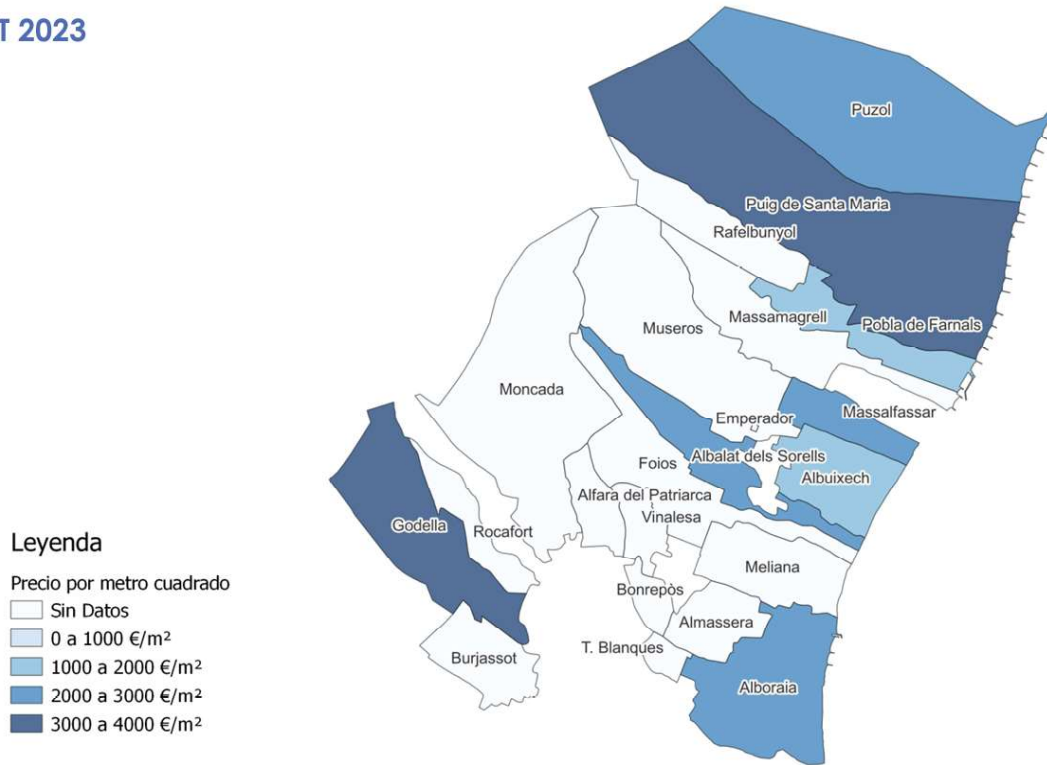 T 2023
Puzol
Puig de Santa Maria
Rafelbunyol
Massamagrell
Pobla de Farnals
Museros
Moncada
Massalfassar
Emperador
Albalat dels Sorells
Foios
Albuixech
Alfara del Patriarca
Vinalesa
Godella
Rocafort
Meliana
Bonrepòs
Almassera
T. Blanques
Burjassot
Alboraia
Leyenda
Precio por metro cuadrado
Sin Datos
0 a 1000 €/m²
1000 a 2000 €/m²
2000 a 3000 €/m²
3000 a 4000 €/m²